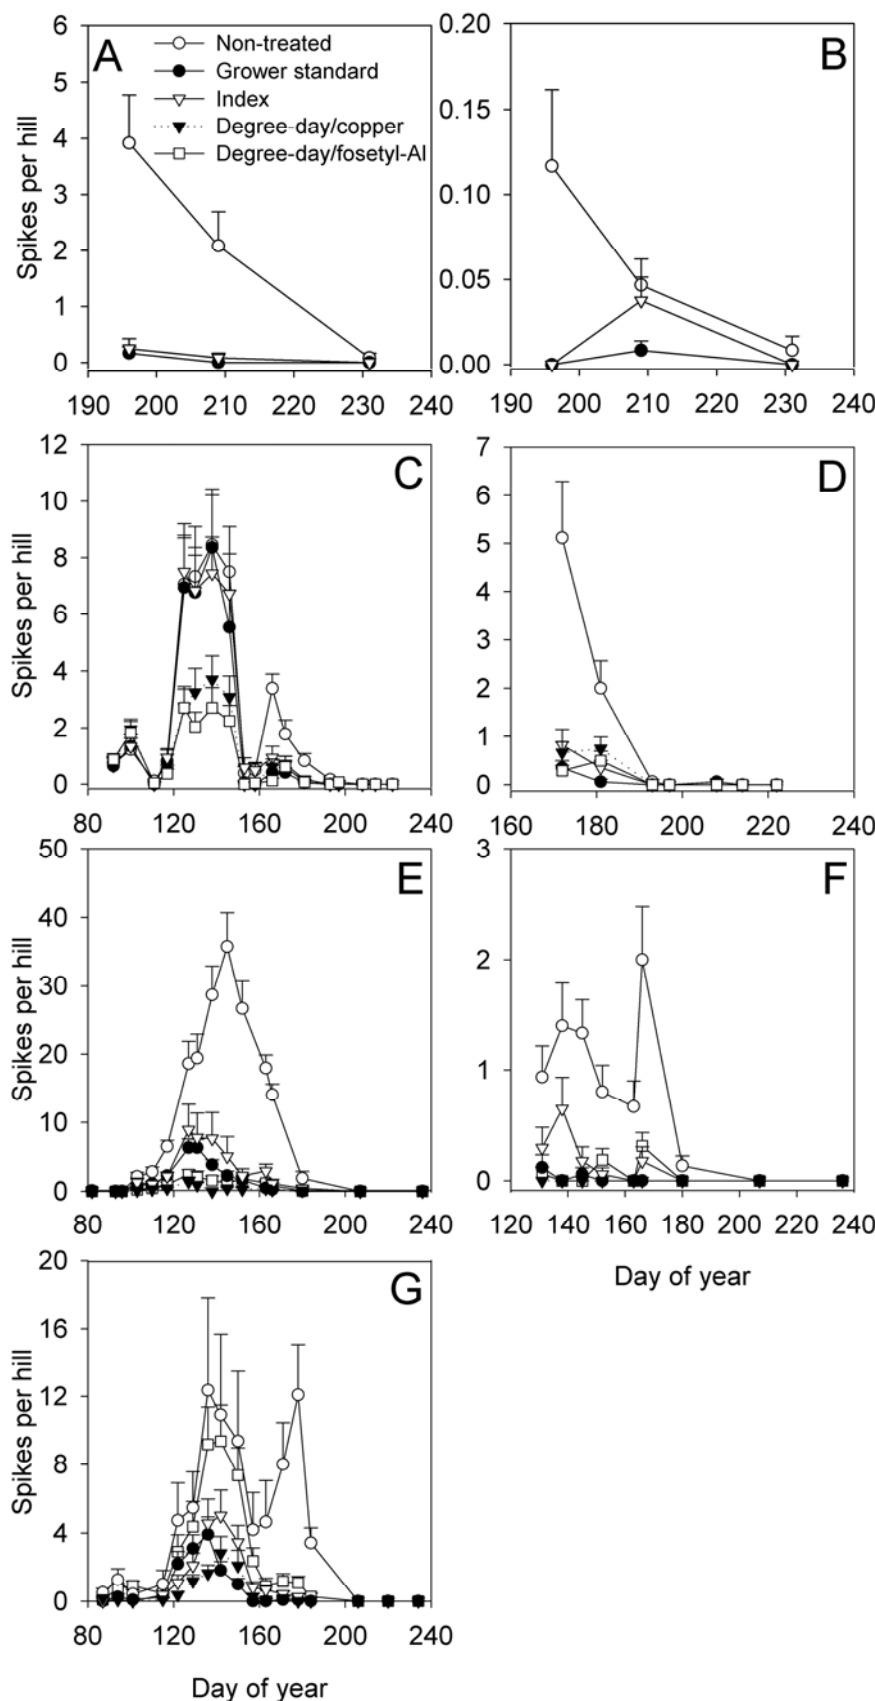 A
Non-treated
Grower standard
Index
Degree-day/copper
Degree-day/fosetyl-Al
Spikes per hill
6
5
4
3
2
1
0
190 200 210 220 230 240
B
0.20
0.15
0.10
0.05
0.00
190 200 210 220 230 240
C
Spikes per hill
12
10
8
6
4
2
0
80 120 160 200 240
D
7
6
5
4
3
2
1
0
160 180 200 220 240
E
Spikes per hill
50
40
30
20
10
0
80 120 160 200 240
F
3
2
1
0
120 140 160 180 200 220 240
Day of year
G
Spikes per hill
20
16
12
8
4
0
80 120 160 200 240
Day of year